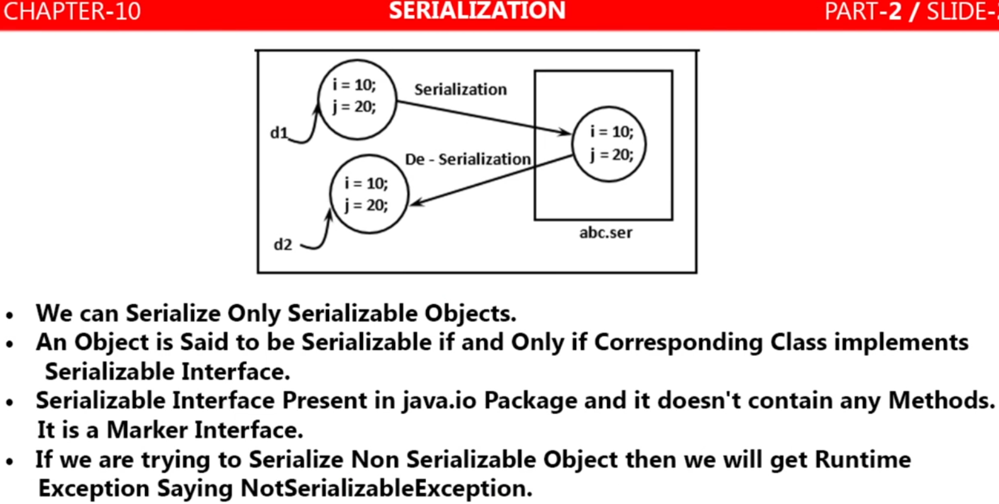 CHAPTER-10 SERIALIZATION PART-2 / SLIDE-
i = 10;
j = 20;
Serialization
d1
i = 10;
j = 20;
De - Serialization
i = 10;
j = 20;
d2
abc.ser
• We can Serialize Only Serializable Objects.
• An Object is Said to be Serializable if and Only if Corresponding Class implements
Serializable Interface.
• Serializable Interface Present in java.io Package and it doesn't contain any Methods.
It is a Marker Interface.
• If we are trying to Serialize Non Serializable Object then we will get Runtime
Exception Saying NotSerializableException.